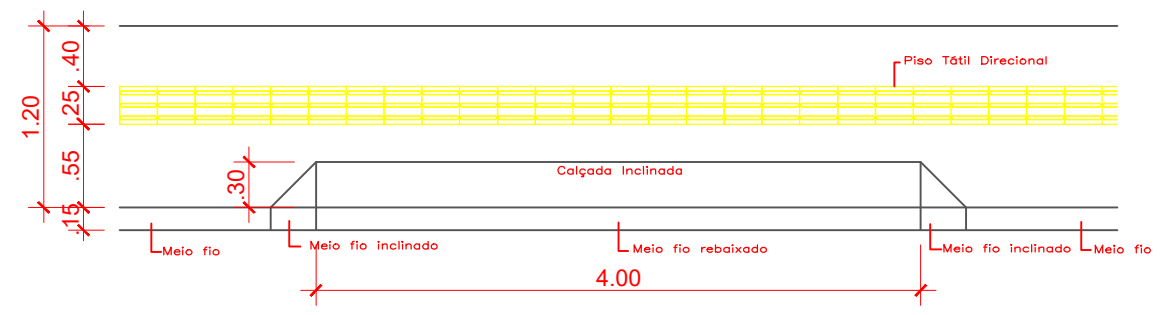 .40
Piso Tátil Direcional
.25
1.20
.55
.30
Calçada Inclinada
.15
Meio fio
Meio fio inclinado
Meio fio rebaixado
Meio fio inclinado
Meio fio
4.00